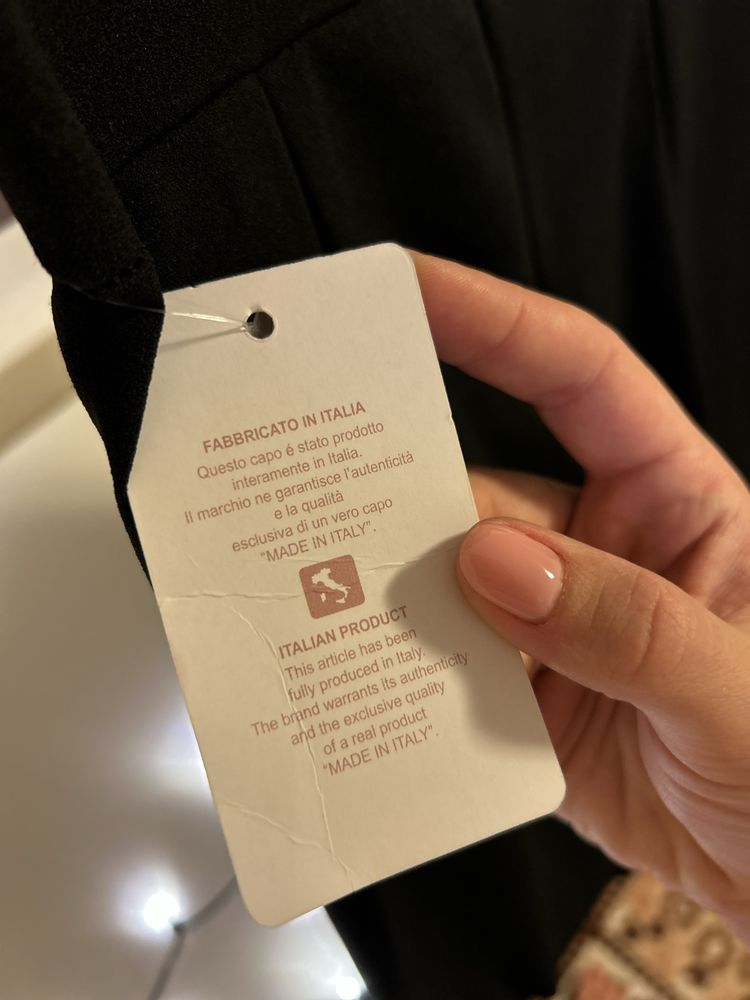 FABBRICATO IN ITALIA
Questo capo é stato prodotto
interamente in Italia.
Il marchio ne garantisce l'autenticità
e la qualità
esclusiva di un vero capo
"MADE IN ITALY".
ITALIAN PRODUCT
This article has been
fully produced in Italy.
The brand warrants its authenticity
and the exclusive quality
of a real product
"MADE IN ITALY".